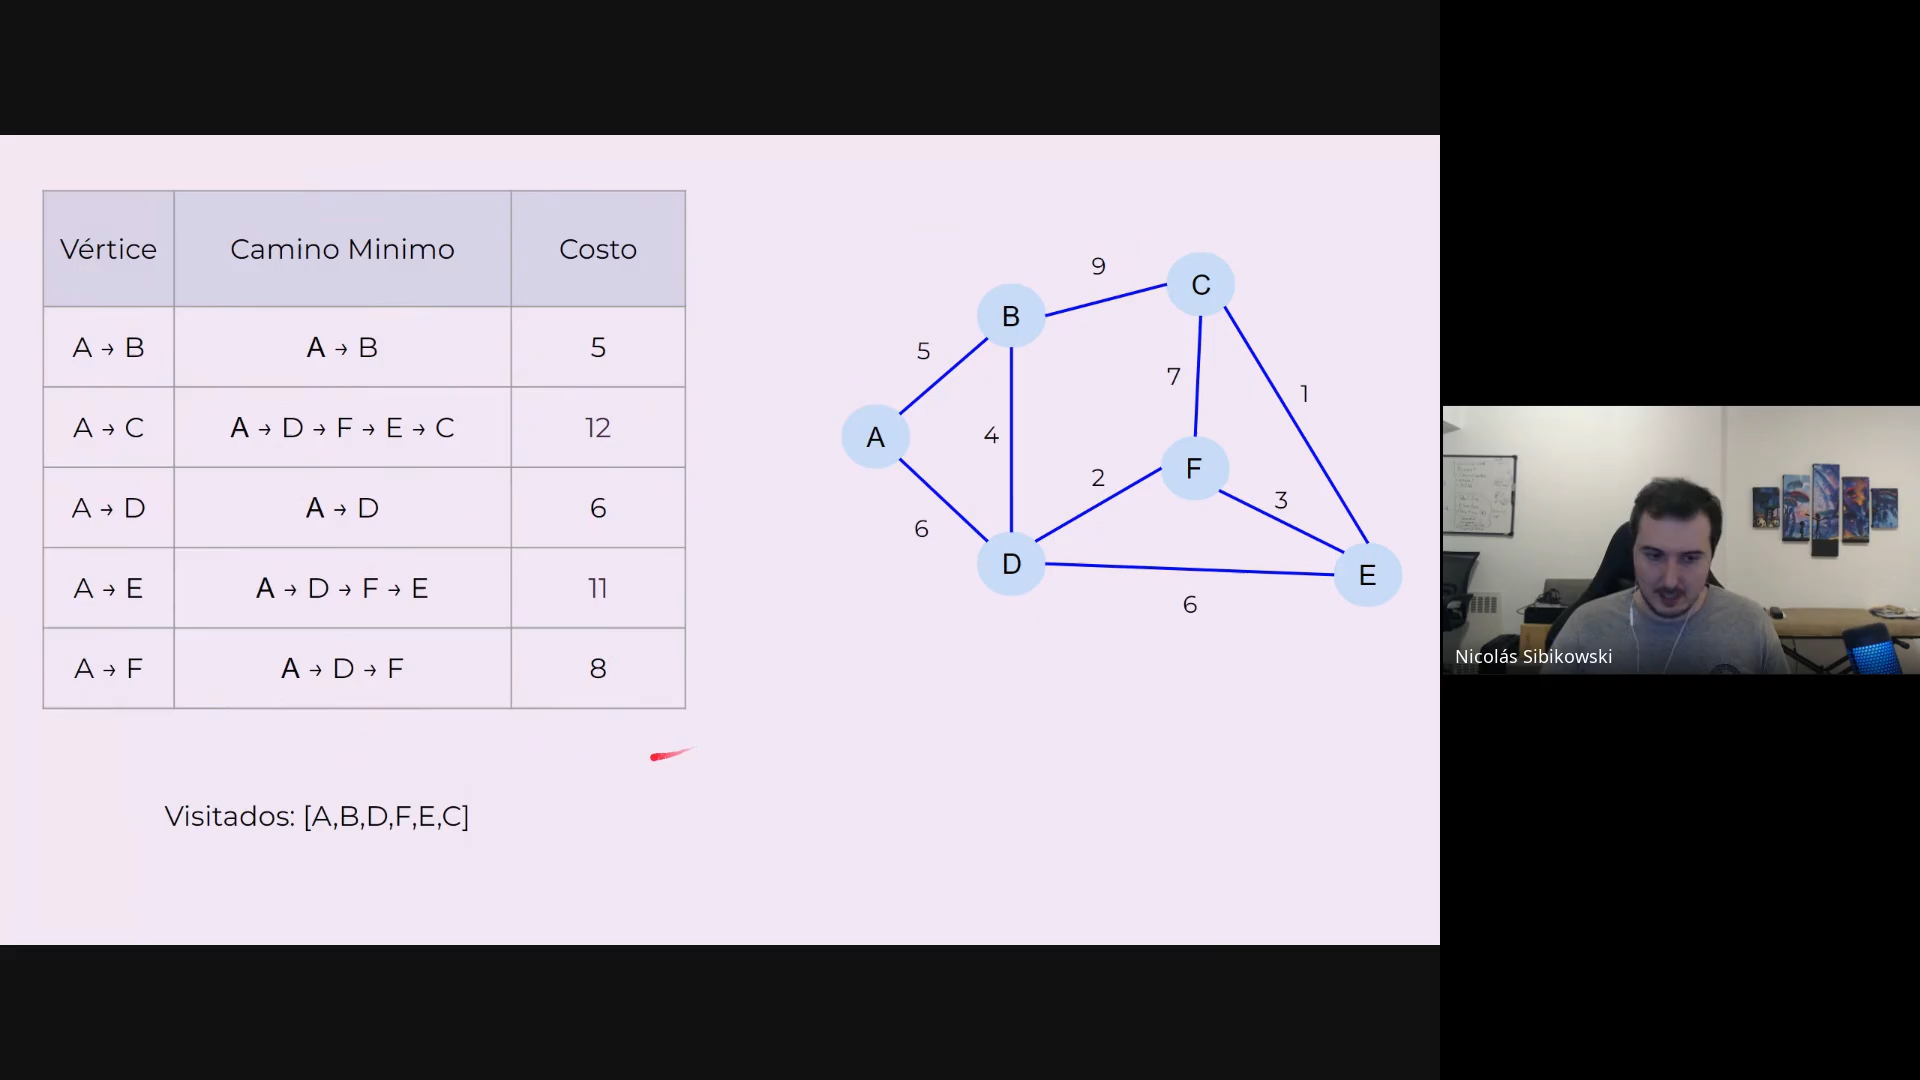 Vértice Camino Minimo Costo
A → B A → B 5
A → C A → D → F → E → C 12
A → D A → D 6
A → E A → D → F → E 11
A → F A → D → F 8
Visitados: [A,B,D,F,E,C]
9
C
B
5
7
1
A
4
F
2
3
6
D
E
6
Nicolás Sibikowski